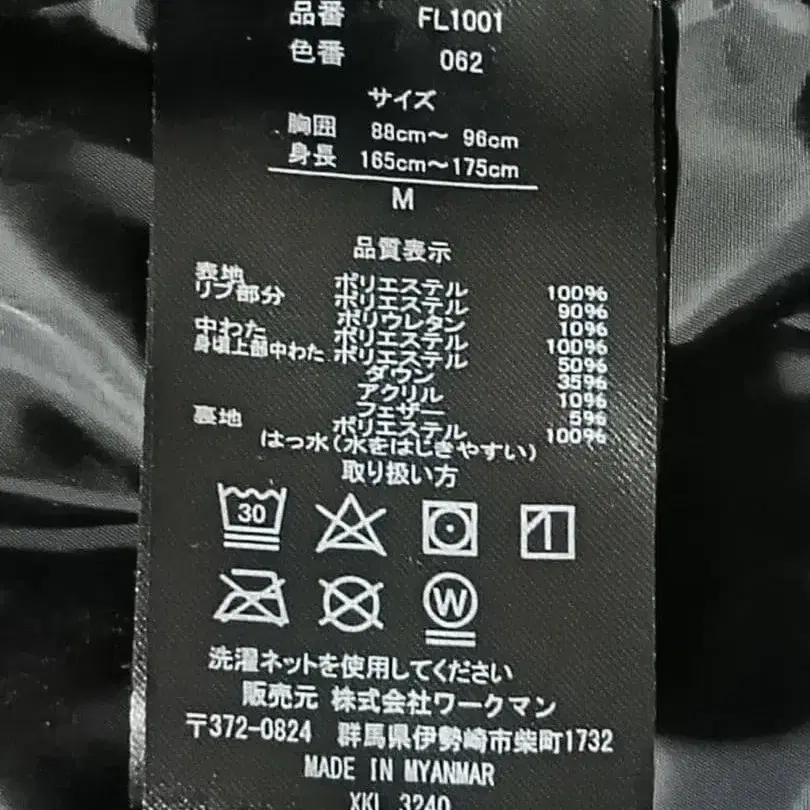 品番 FL1001
色番 062
サイズ
胸囲 88cm～ 96cm
身長 165cm～175cm
M
品質表示
表地 ポリエステル 100%
リブ部分 ポリエステル 90%
ポリウレタン 10%
中わた ポリエステル 100%
身頃上部中わた ポリエステル 50%
ダウン 35%
アクリル 10%
フェザー 5%
裏地 ポリエステル 100%
はっ水(水をはじきやすい)
取り扱い方
30
W
洗濯ネットを使用してください
販売元 株式会社ワークマン
〒372-0824 群馬県伊勢崎市柴町1732
MADE IN MYANMAR
XKL 3240